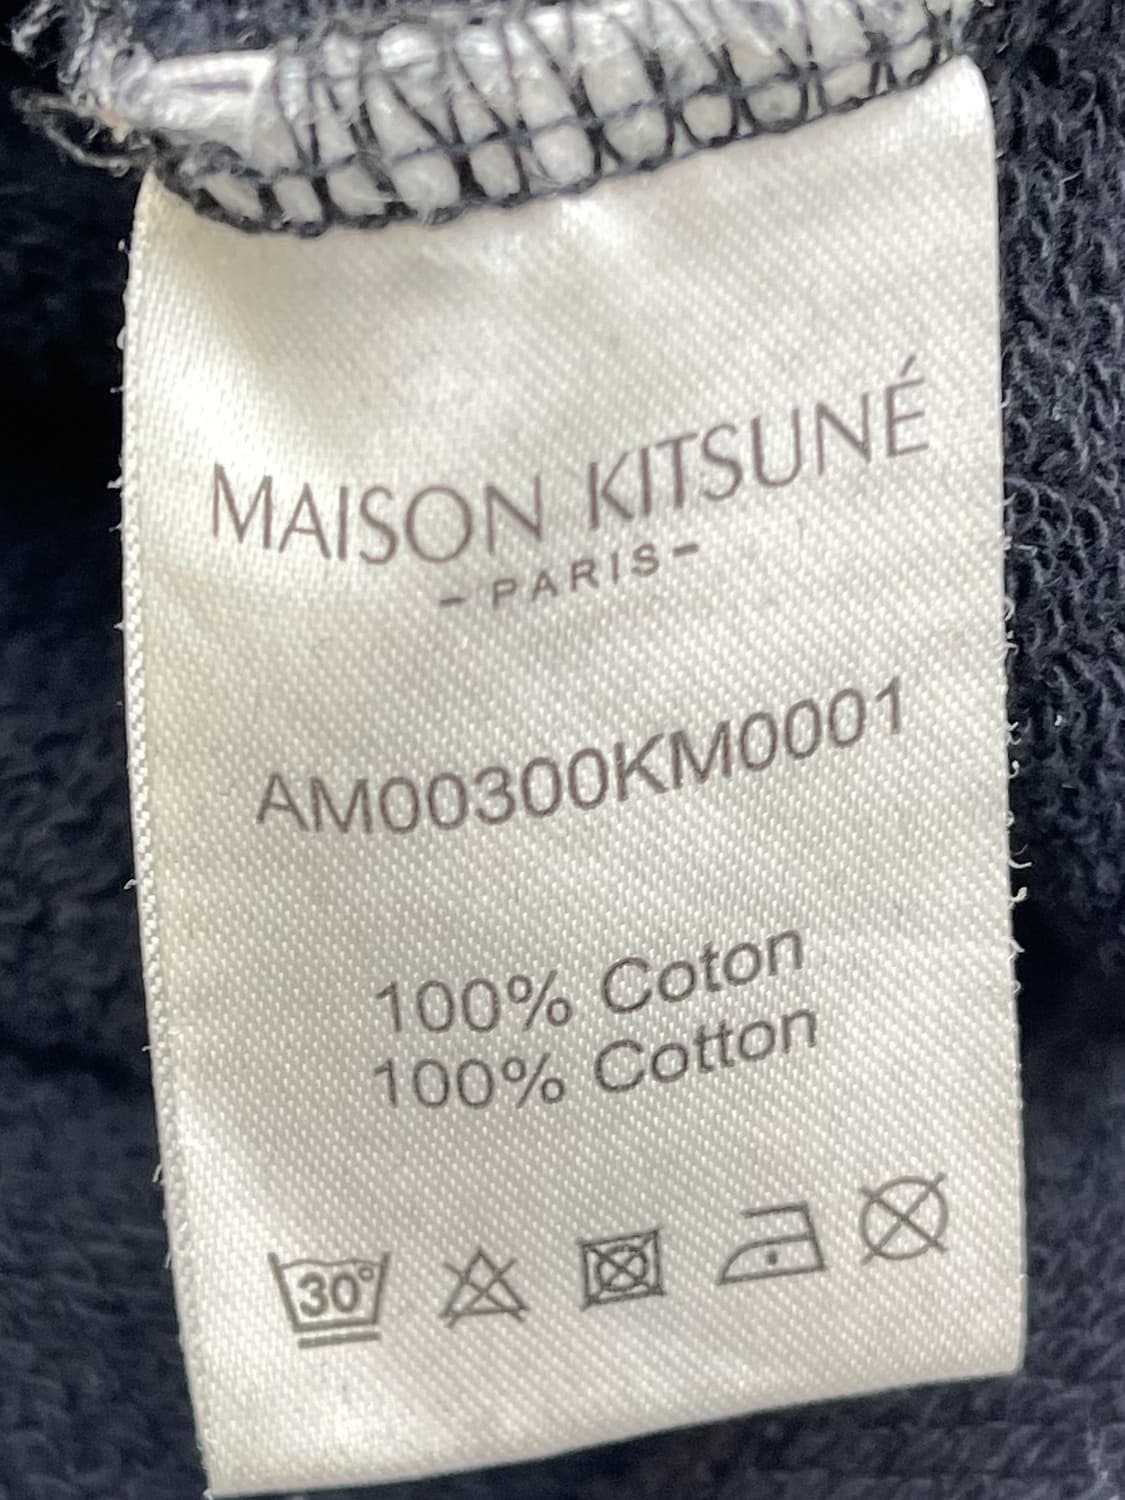 MAISON KITSUNÉ
- PARIS -
AM00300KM0001
100% Coton
100% Cotton
30°